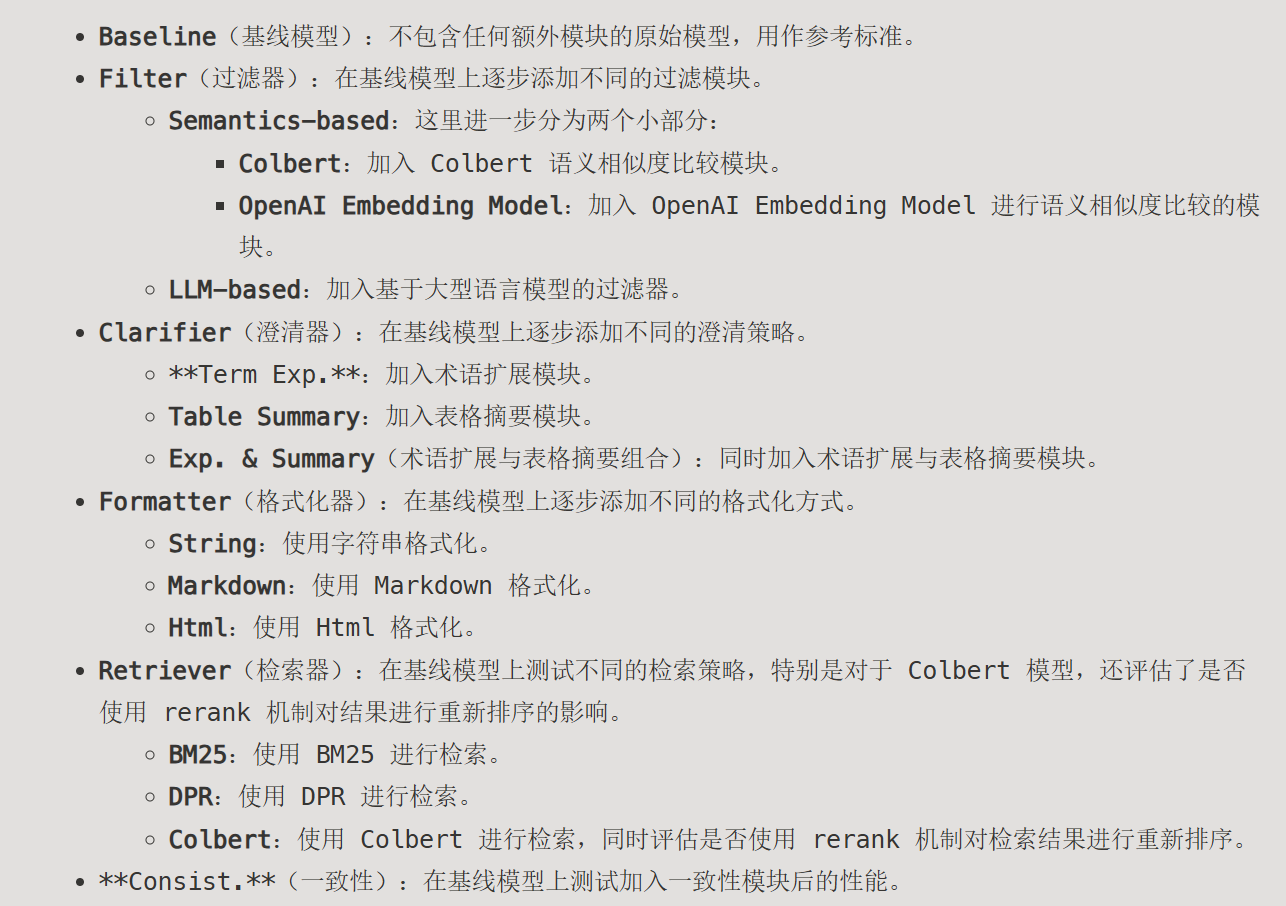 Baseline（基线模型）：不包含任何额外模块的原始模型，用作参考标准。
Filter（过滤器）：在基线模型上逐步添加不同的过滤模块。
Semantics-based：这里进一步分为两个小部分：
Colbert：加入 Colbert 语义相似度比较模块。
OpenAI Embedding Model：加入 OpenAI Embedding Model 进行语义相似度比较的模
块。
LLM-based：加入基于大型语言模型的过滤器。
Clarifier（澄清器）：在基线模型上逐步添加不同的澄清策略。
**Term Exp.**：加入术语扩展模块。
Table Summary：加入表格摘要模块。
Exp. & Summary（术语扩展与表格摘要组合）：同时加入术语扩展与表格摘要模块。
Formatter（格式化器）：在基线模型上逐步添加不同的格式化方式。
String：使用字符串格式化。
Markdown：使用 Markdown 格式化。
Html：使用 Html 格式化。
Retriever（检索器）：在基线模型上测试不同的检索策略，特别是对于 Colbert 模型，还评估了是否
使用 rerank 机制对结果进行重新排序的影响。
BM25：使用 BM25 进行检索。
DPR：使用 DPR 进行检索。
Colbert：使用 Colbert 进行检索，同时评估是否使用 rerank 机制对检索结果进行重新排序。
**Consist.**（一致性）：在基线模型上测试加入一致性模块后的性能。